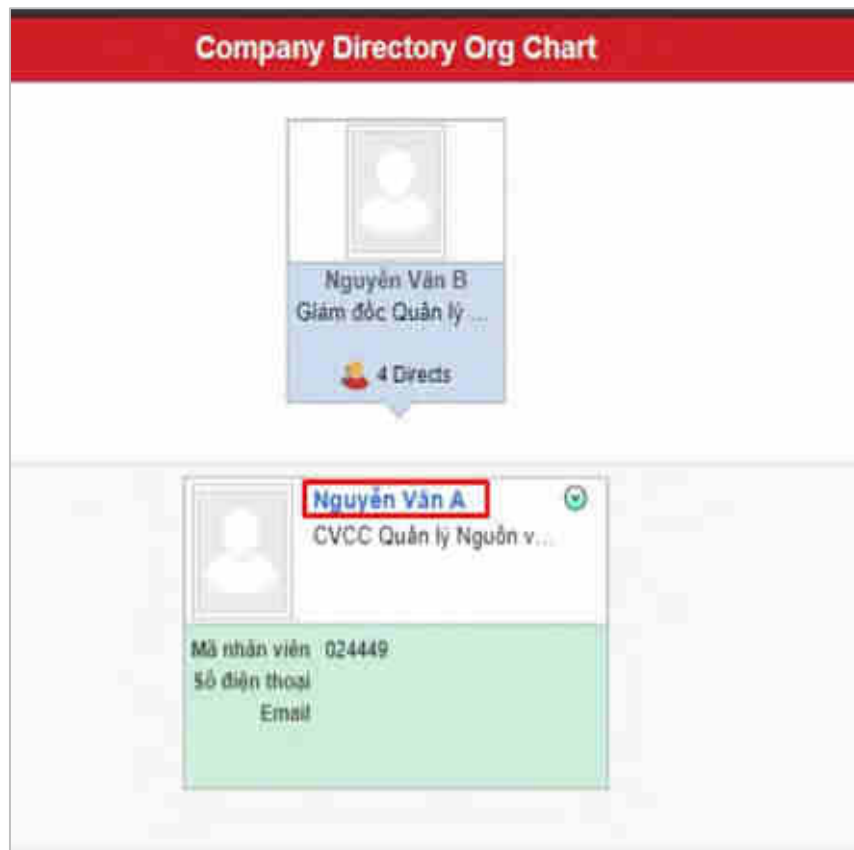 Company Directory Org Chart
Nguyễn Văn B
Giám đốc Quản lý ...
4 Directs
Nguyễn Văn A
CVCC Quản lý Nguồn v...
Mã nhân viên 024449
Số điện thoại
Email